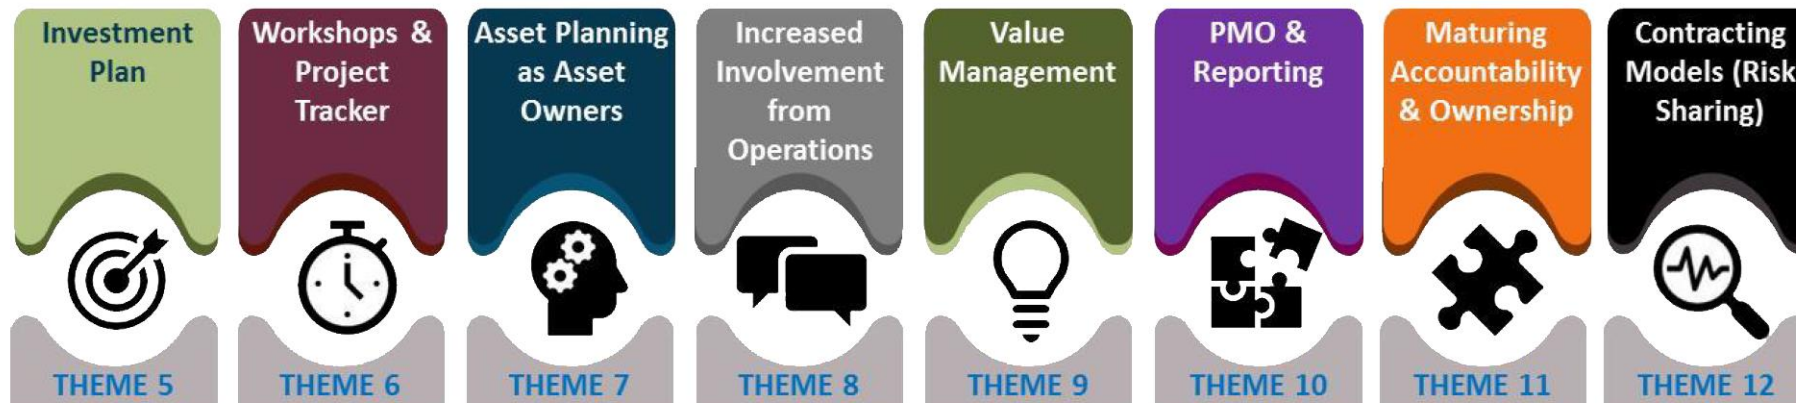 Investment
Plan
Workshops &
Project
Tracker
Asset Planning
as Asset
Owners
Increased
Involvement
from
Operations
Value
Management
PMO &
Reporting
Maturing
Accountability
& Ownership
Contracting
Models (Risk
Sharing)
THEME 5
THEME 6
THEME 7
THEME 8
THEME 9
THEME 10
THEME 11
THEME 12